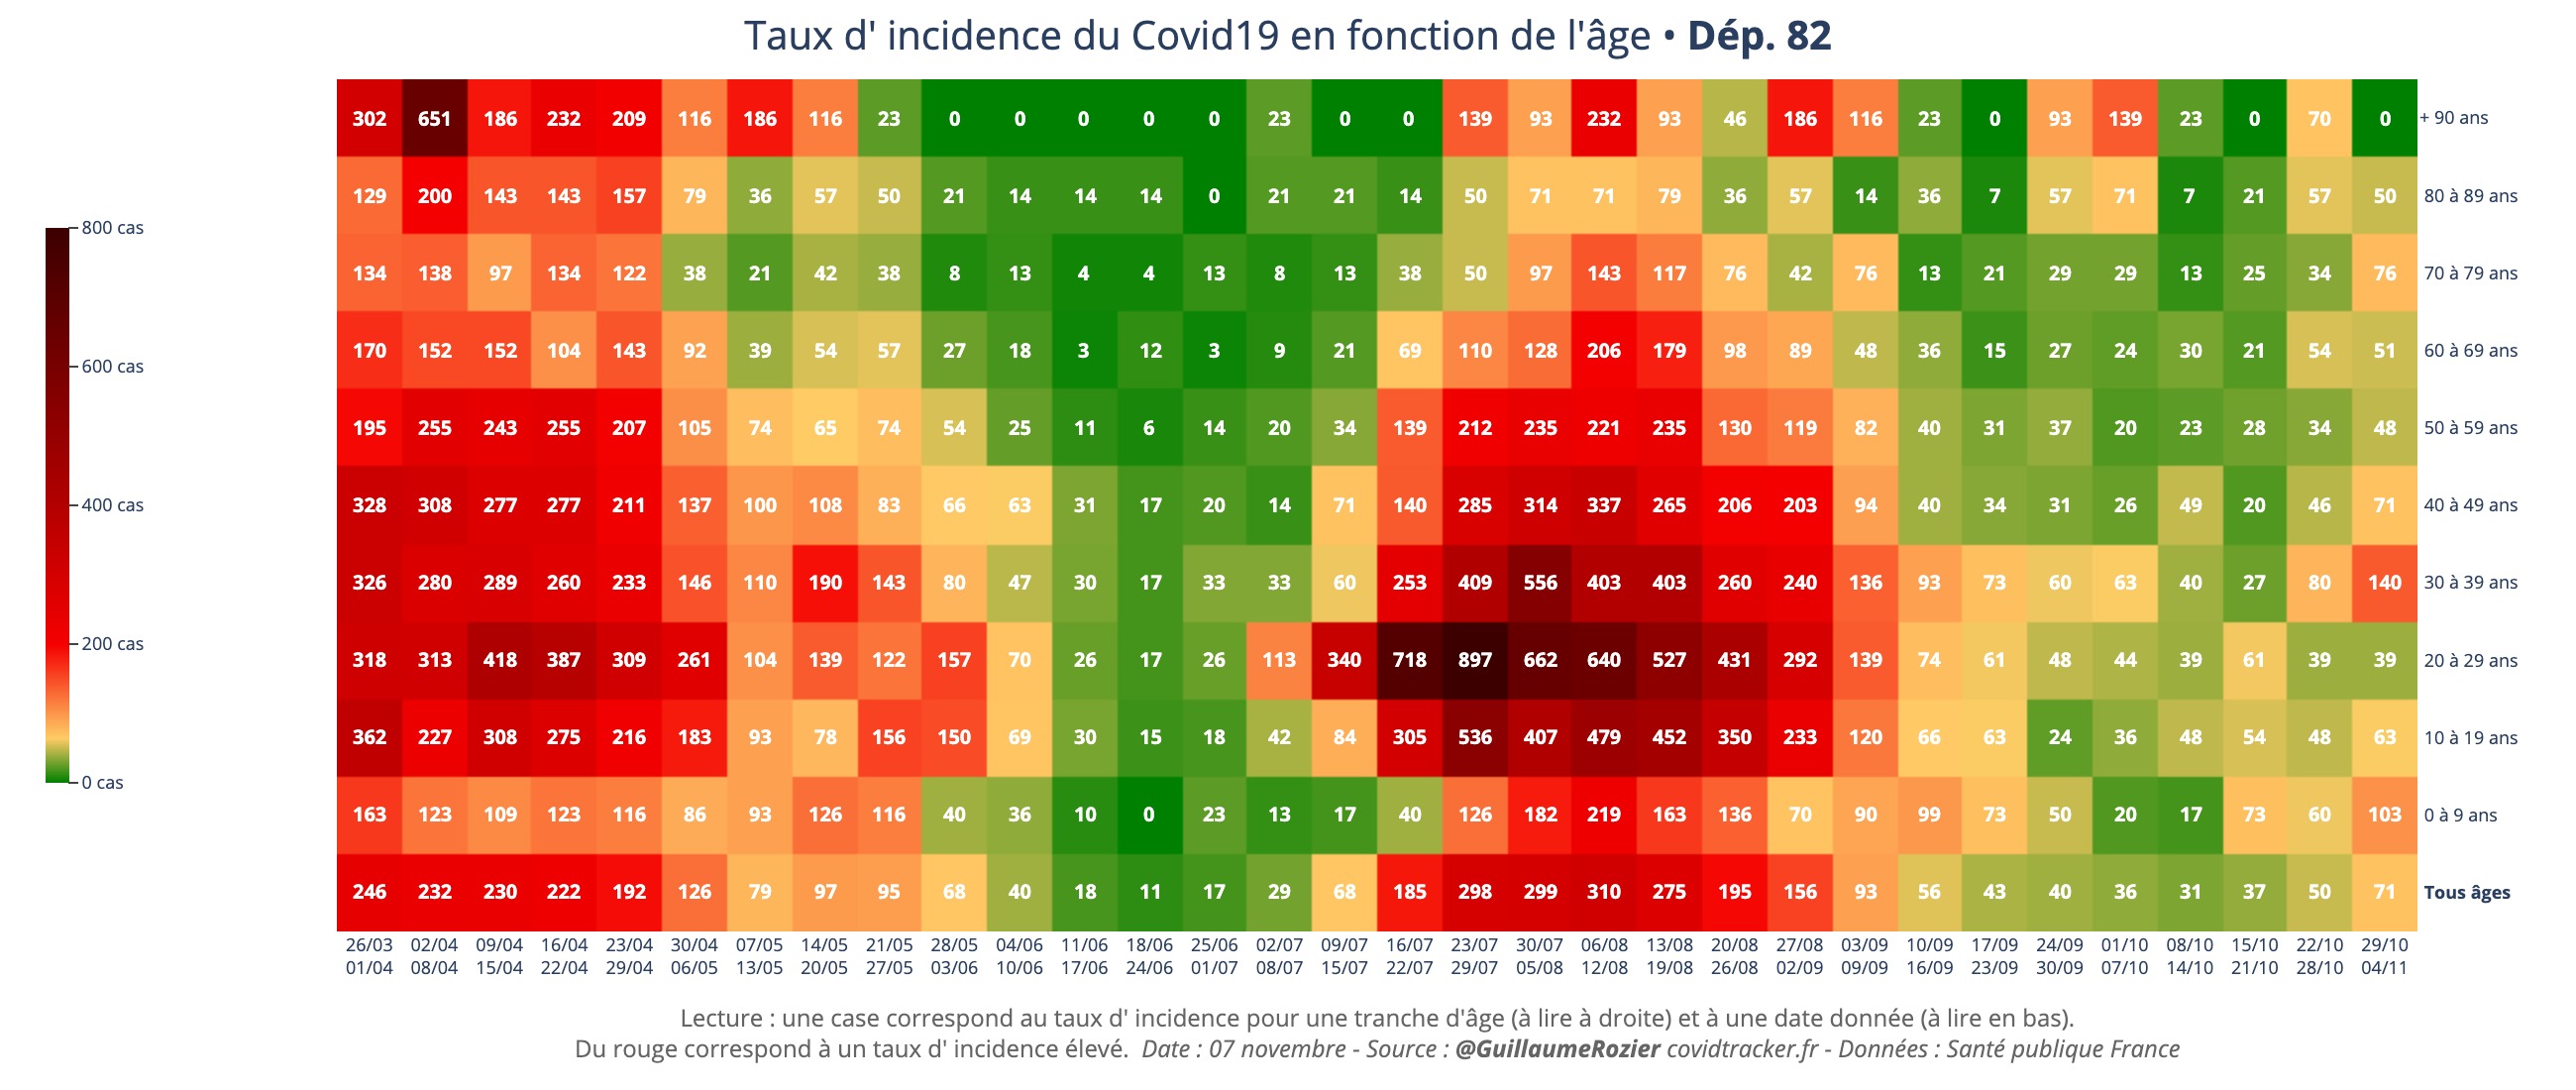 Taux d' incidence du Covid19 en fonction de l'âge • Dép. 82
302 651 186 232 209 116 186 116 23 0 0 0 0 0 23 0 0 139 93 232 93 46 186 116 23 0 93 139 23 0 70 0 + 90 ans
129 200 143 143 157 79 36 57 50 21 14 14 14 0 21 21 14 50 71 71 79 36 57 14 36 7 57 71 7 21 57 50 80 à 89 ans
134 138 97 134 122 38 21 42 38 8 13 4 4 13 8 13 38 50 97 143 117 76 42 76 13 21 29 29 13 25 34 76 70 à 79 ans
170 152 152 104 143 92 39 54 57 27 18 3 12 3 9 21 69 110 128 206 179 98 89 48 36 15 27 24 30 21 54 51 60 à 69 ans
195 255 243 255 207 105 74 65 74 54 25 11 6 14 20 34 139 212 235 221 235 130 119 82 40 31 37 20 23 28 34 48 50 à 59 ans
328 308 277 277 211 137 100 108 83 66 63 31 17 20 14 71 140 285 314 337 265 206 203 94 40 34 31 26 49 20 46 71 40 à 49 ans
326 280 289 260 233 146 110 190 143 80 47 30 17 33 33 60 253 409 556 403 403 260 240 136 93 73 60 63 40 27 80 140 30 à 39 ans
318 313 418 387 309 261 104 139 122 157 70 26 17 26 113 340 718 897 662 640 527 431 292 139 74 61 48 44 39 61 39 39 20 à 29 ans
362 227 308 275 216 183 93 78 156 150 69 30 15 18 42 84 305 536 407 479 452 350 233 120 66 63 24 36 48 54 48 63 10 à 19 ans
163 123 109 123 116 86 93 126 116 40 36 10 0 23 13 17 40 126 182 219 163 136 70 90 99 73 50 20 17 73 60 103 0 à 9 ans
246 232 230 222 192 126 79 97 95 68 40 18 11 17 29 68 185 298 299 310 275 195 156 93 56 43 40 36 31 37 50 71 Tous âges
26/03 02/04 09/04 16/04 23/04 30/04 07/05 14/05 21/05 28/05 04/06 11/06 18/06 25/06 02/07 09/07 16/07 23/07 30/07 06/08 13/08 20/08 27/08 03/09 10/09 17/09 24/09 01/10 08/10 15/10 22/10 29/10
01/04 08/04 15/04 22/04 29/04 06/05 13/05 20/05 27/05 03/06 10/06 17/06 24/06 01/07 08/07 15/07 22/07 29/07 05/08 12/08 19/08 26/08 02/09 09/09 16/09 23/09 30/09 07/10 14/10 21/10 28/10 04/11
800 cas
600 cas
400 cas
200 cas
0 cas
Lecture : une case correspond au taux d' incidence pour une tranche d'âge (à lire à droite) et à une date donnée (à lire en bas).
Du rouge correspond à un taux d' incidence élevé. Date : 07 novembre - Source : @GuillaumeRozier covidtracker.fr - Données : Santé publique France